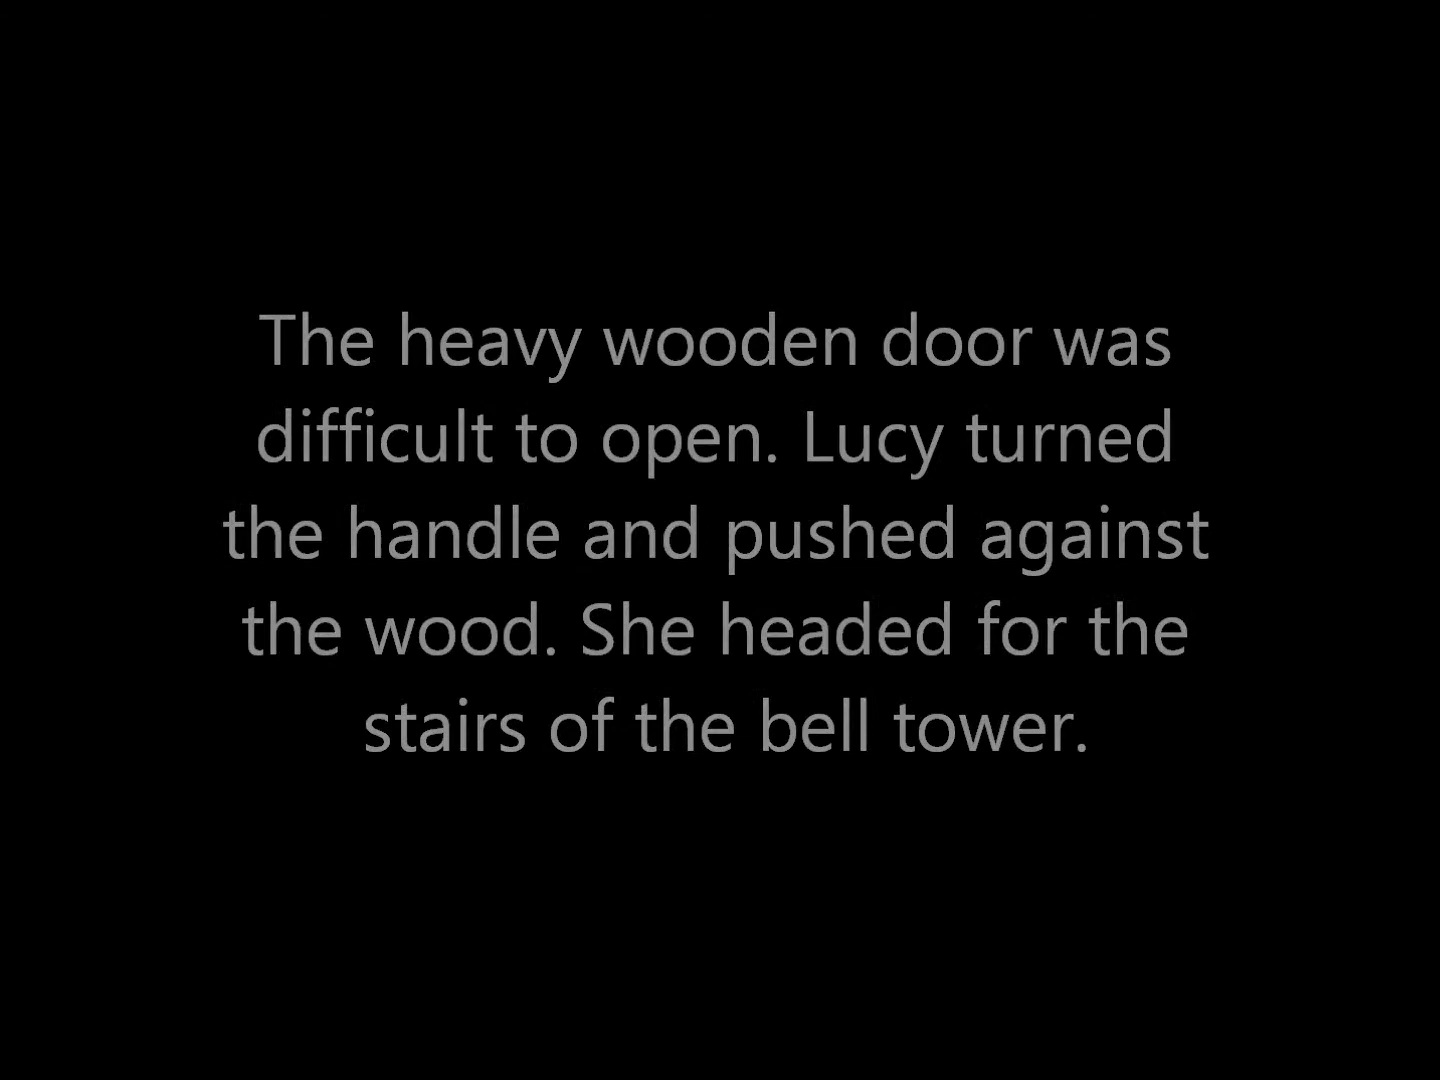 The heavy wooden door was
difficult to open. Lucy turned
the handle and pushed against
the wood. She headed for the
stairs of the bell tower.